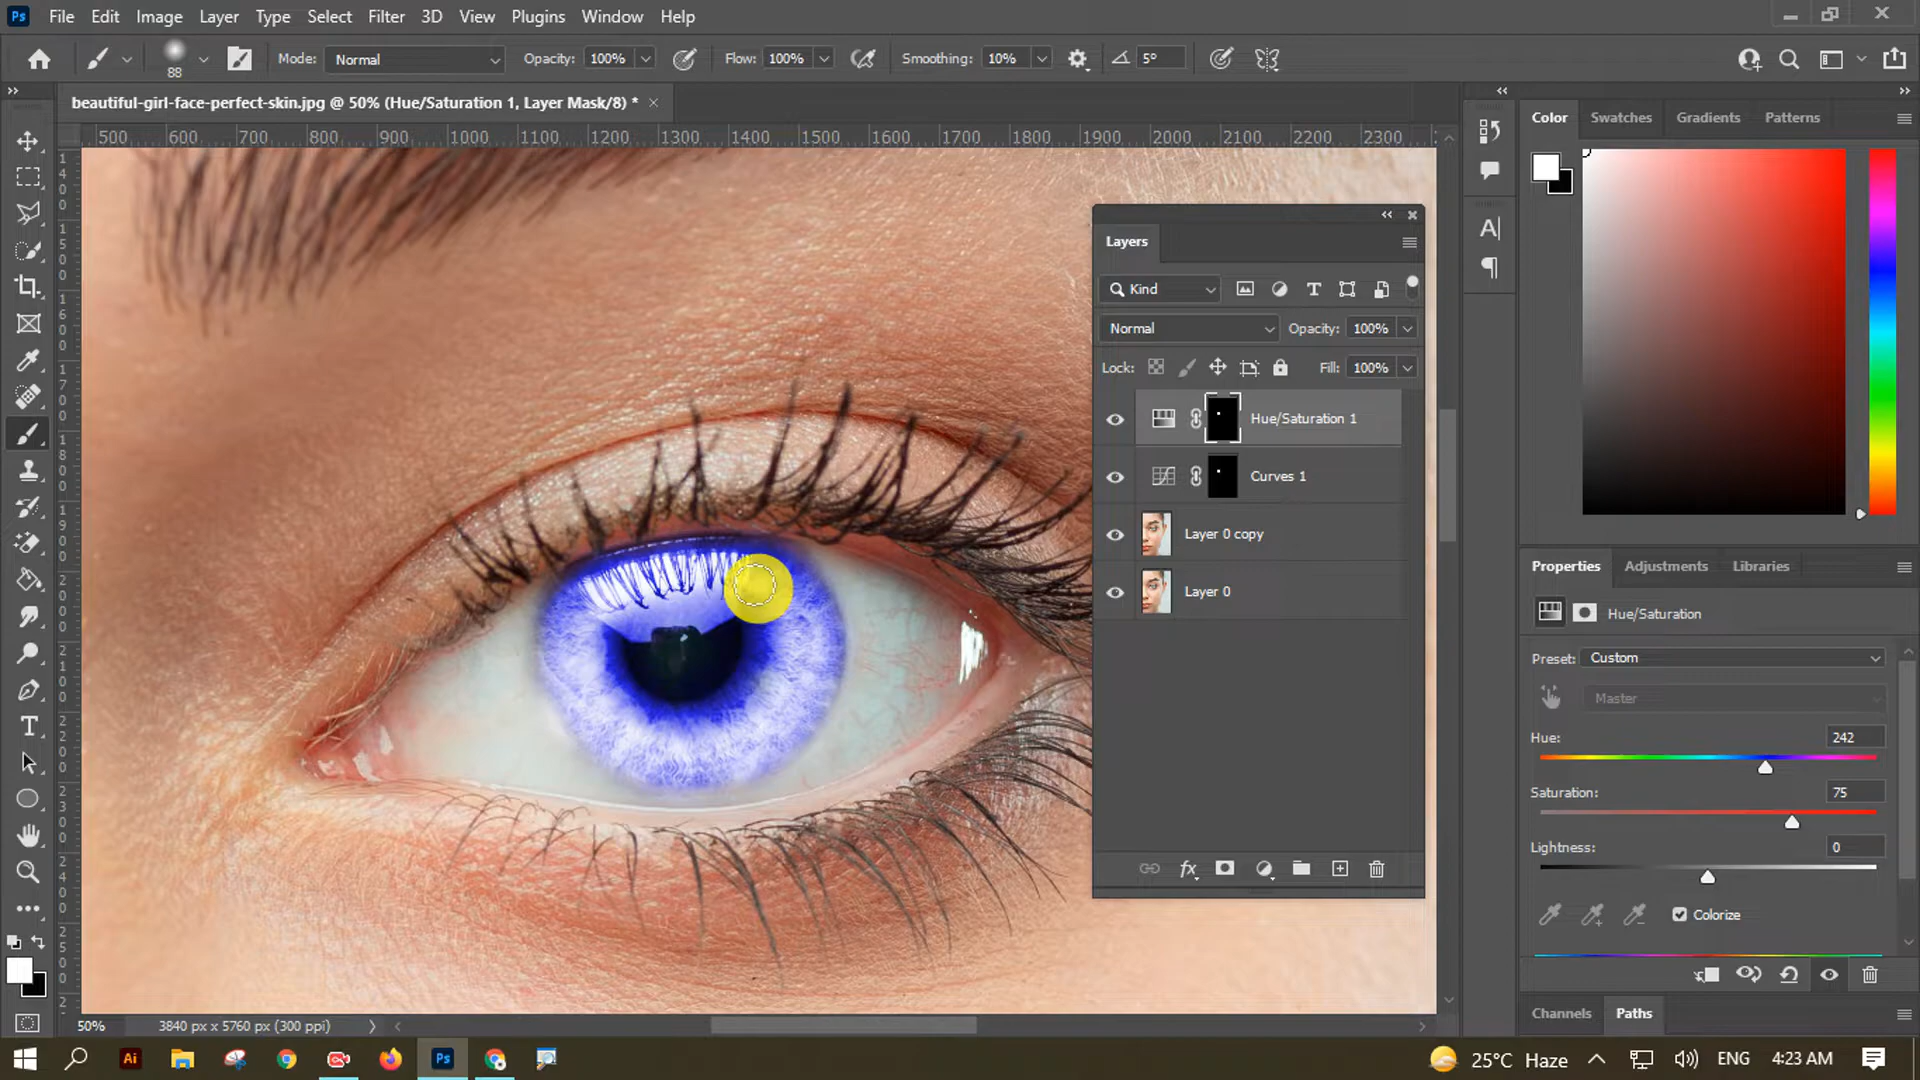 Ps File Edit Image Layer Type Select Filter 3D View Plugins Window Help
88 Mode: Normal Opacity: 100% Flow: 100% Smoothing: 10% 5°
beautiful-girl-face-perfect-skin.jpg @ 50% (Hue/Saturation 1, Layer Mask/8) *
500 600 700 800 900 1000 1100 1200 1300 1400 1500 1600 1700 1800 1900 2000 2100 2200 2300
Layers
Kind
Normal Opacity: 100%
Lock: Fill: 100%
Hue/Saturation 1
Curves 1
Layer 0 copy
Layer 0
fx
Color Swatches Gradients Patterns
Properties Adjustments Libraries
Hue/Saturation
Preset: Custom
Master
Hue: 242
Saturation: 75
Lightness: 0
Colorize
Channels Paths
50% 3840 px x 5760 px (300 ppi)
Ai Ps 25°C Haze ENG 4:23 AM